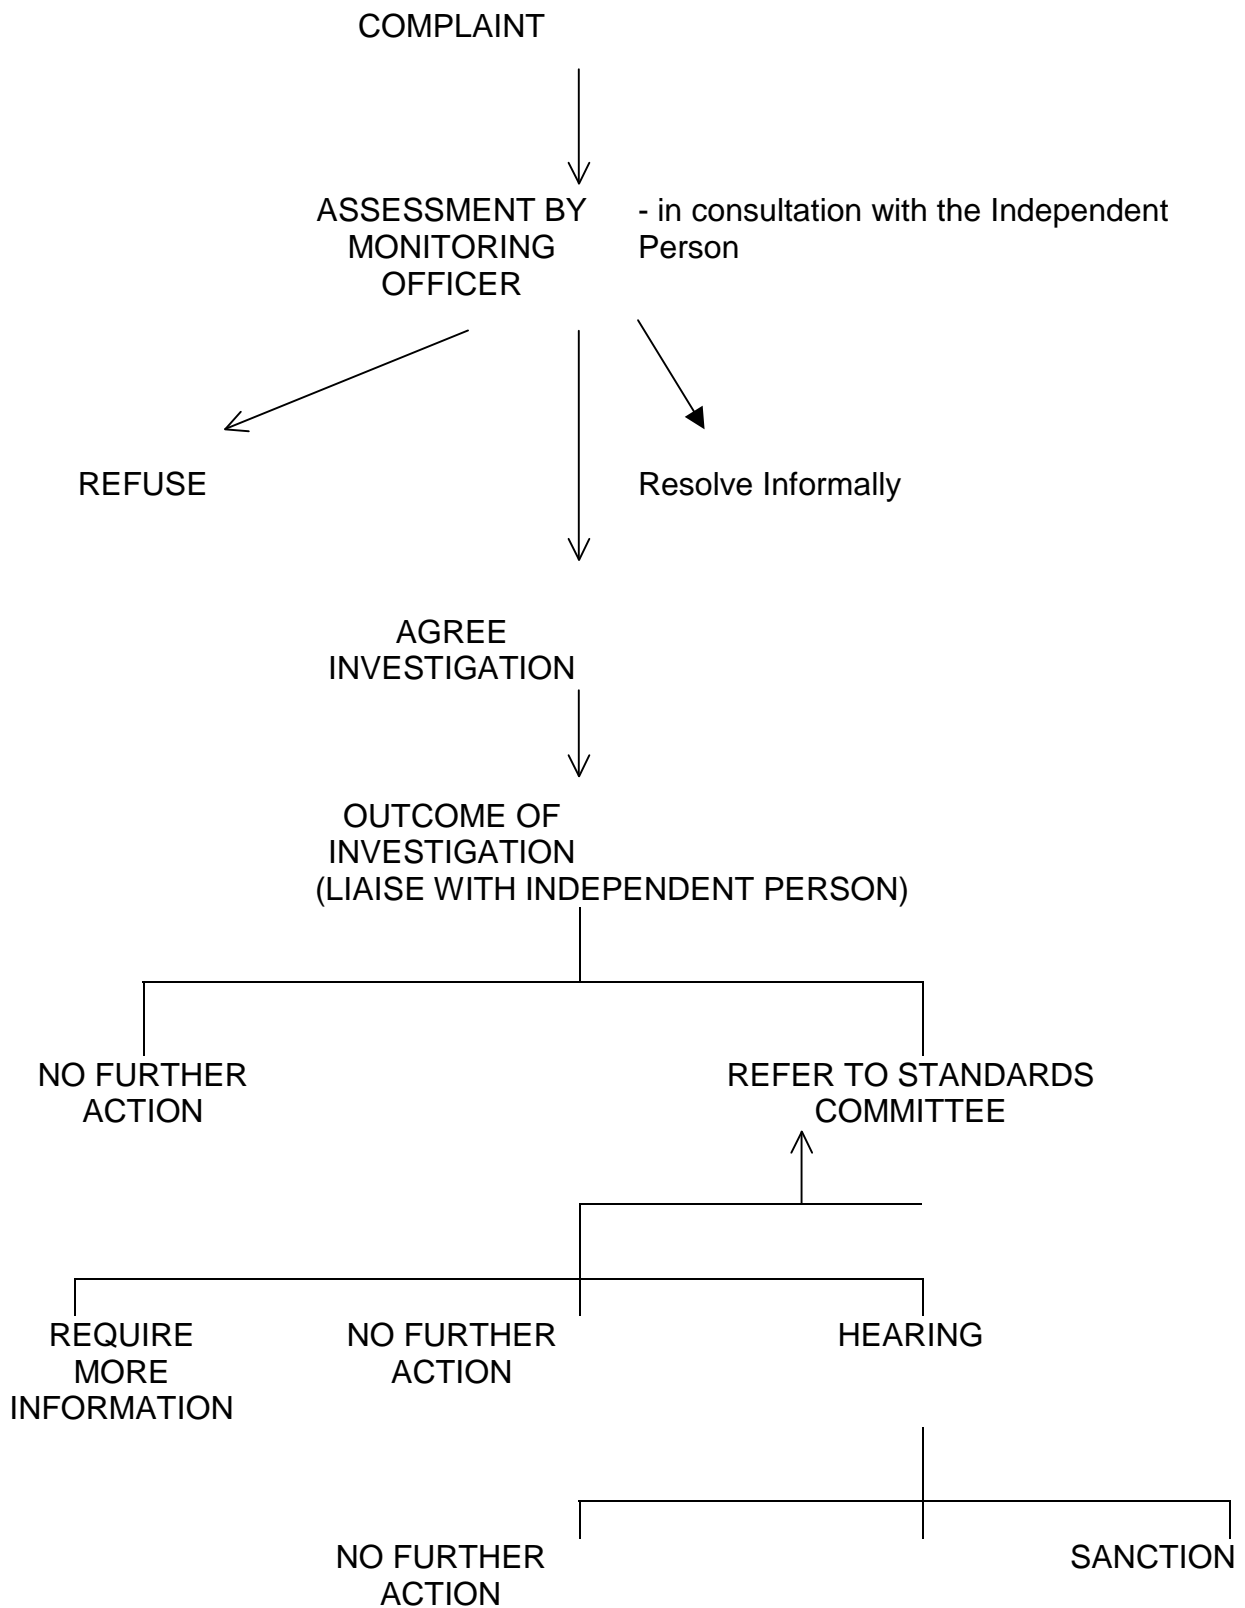 COMPLAINT
ASSESSMENT BY
MONITORING
OFFICER
- in consultation with the Independent
Person
REFUSE
Resolve Informally
AGREE
INVESTIGATION
OUTCOME OF
INVESTIGATION
(LIAISE WITH INDEPENDENT PERSON)
NO FURTHER
ACTION
REFER TO STANDARDS
COMMITTEE
REQUIRE
MORE
INFORMATION
NO FURTHER
ACTION
HEARING
NO FURTHER
ACTION
SANCTION